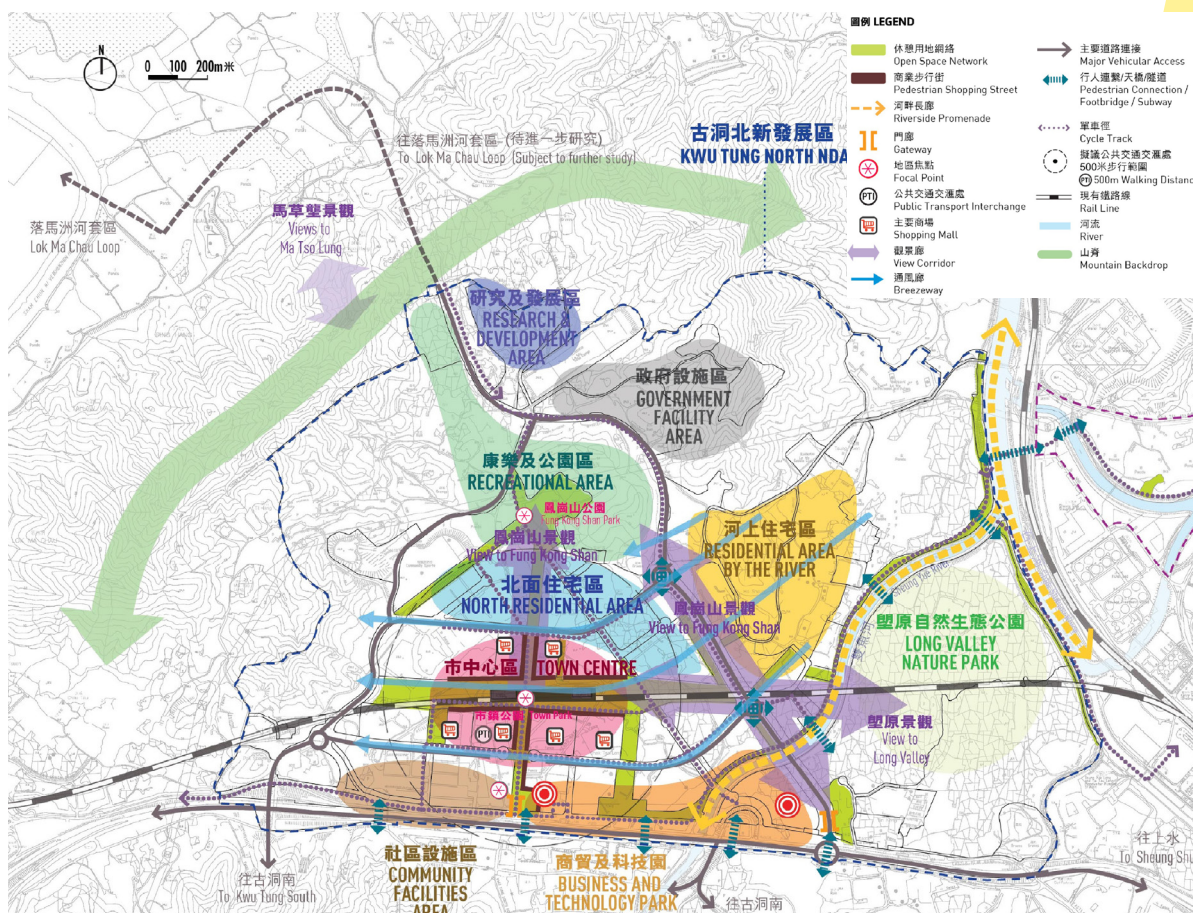 圖例 LEGEND
休憩用地網絡
Open Space Network
商業步行街
Pedestrian Shopping Street
河畔長廊
Riverside Promenade
門廊
Gateway
地區焦點
Focal Point
PTI
公共交通交滙處
Public Transport Interchange
主要商場
Shopping Mall
觀景廊
View Corridor
通風廊
Breezeway
主要道路連接
Major Vehicular Access
行人連繫/天橋/隧道
Pedestrian Connection /
Footbridge / Subway
單車徑
Cycle Track
擬議公共交通交滙處
500米步行範圍
PTI 500m Walking Distanc
現有鐵路線
Rail Line
河流
River
山脊
Mountain Backdrop
N
0 100 200m米
往落馬洲河套區 (待進一步研究)
To Lok Ma Chau Loop (Subject to further study)
古洞北新發展區
KWU TUNG NORTH NDA
落馬洲河套區
Lok Ma Chau Loop
馬草壟景觀
Views to
Ma Tso Lung
研究及發展區
RESEARCH &
DEVELOPMENT
AREA
政府設施區
GOVERNMENT
FACILITY
AREA
康樂及公園區
RECREATIONAL AREA
鳳崗山公園
Fung Kong Shan Park
鳳崗山景觀
View to Fung Kong Shan
河上住宅區
RESIDENTIAL AREA
BY THE RIVER
北面住宅區
NORTH RESIDENTIAL AREA
鳳崗山景觀
View to Fung Kong Shan
塱原自然生態公園
LONG VALLEY
NATURE PARK
市中心區 TOWN CENTRE
市鎮公園 Town Park
PTI
塱原景觀
View to
Long Valley
社區設施區
COMMUNITY
FACILITIES
AREA
商貿及科技園
BUSINESS AND
TECHNOLOGY PARK
往古洞南
To Kwu Tung South
往古洞南
往上水
To Sheung Shu